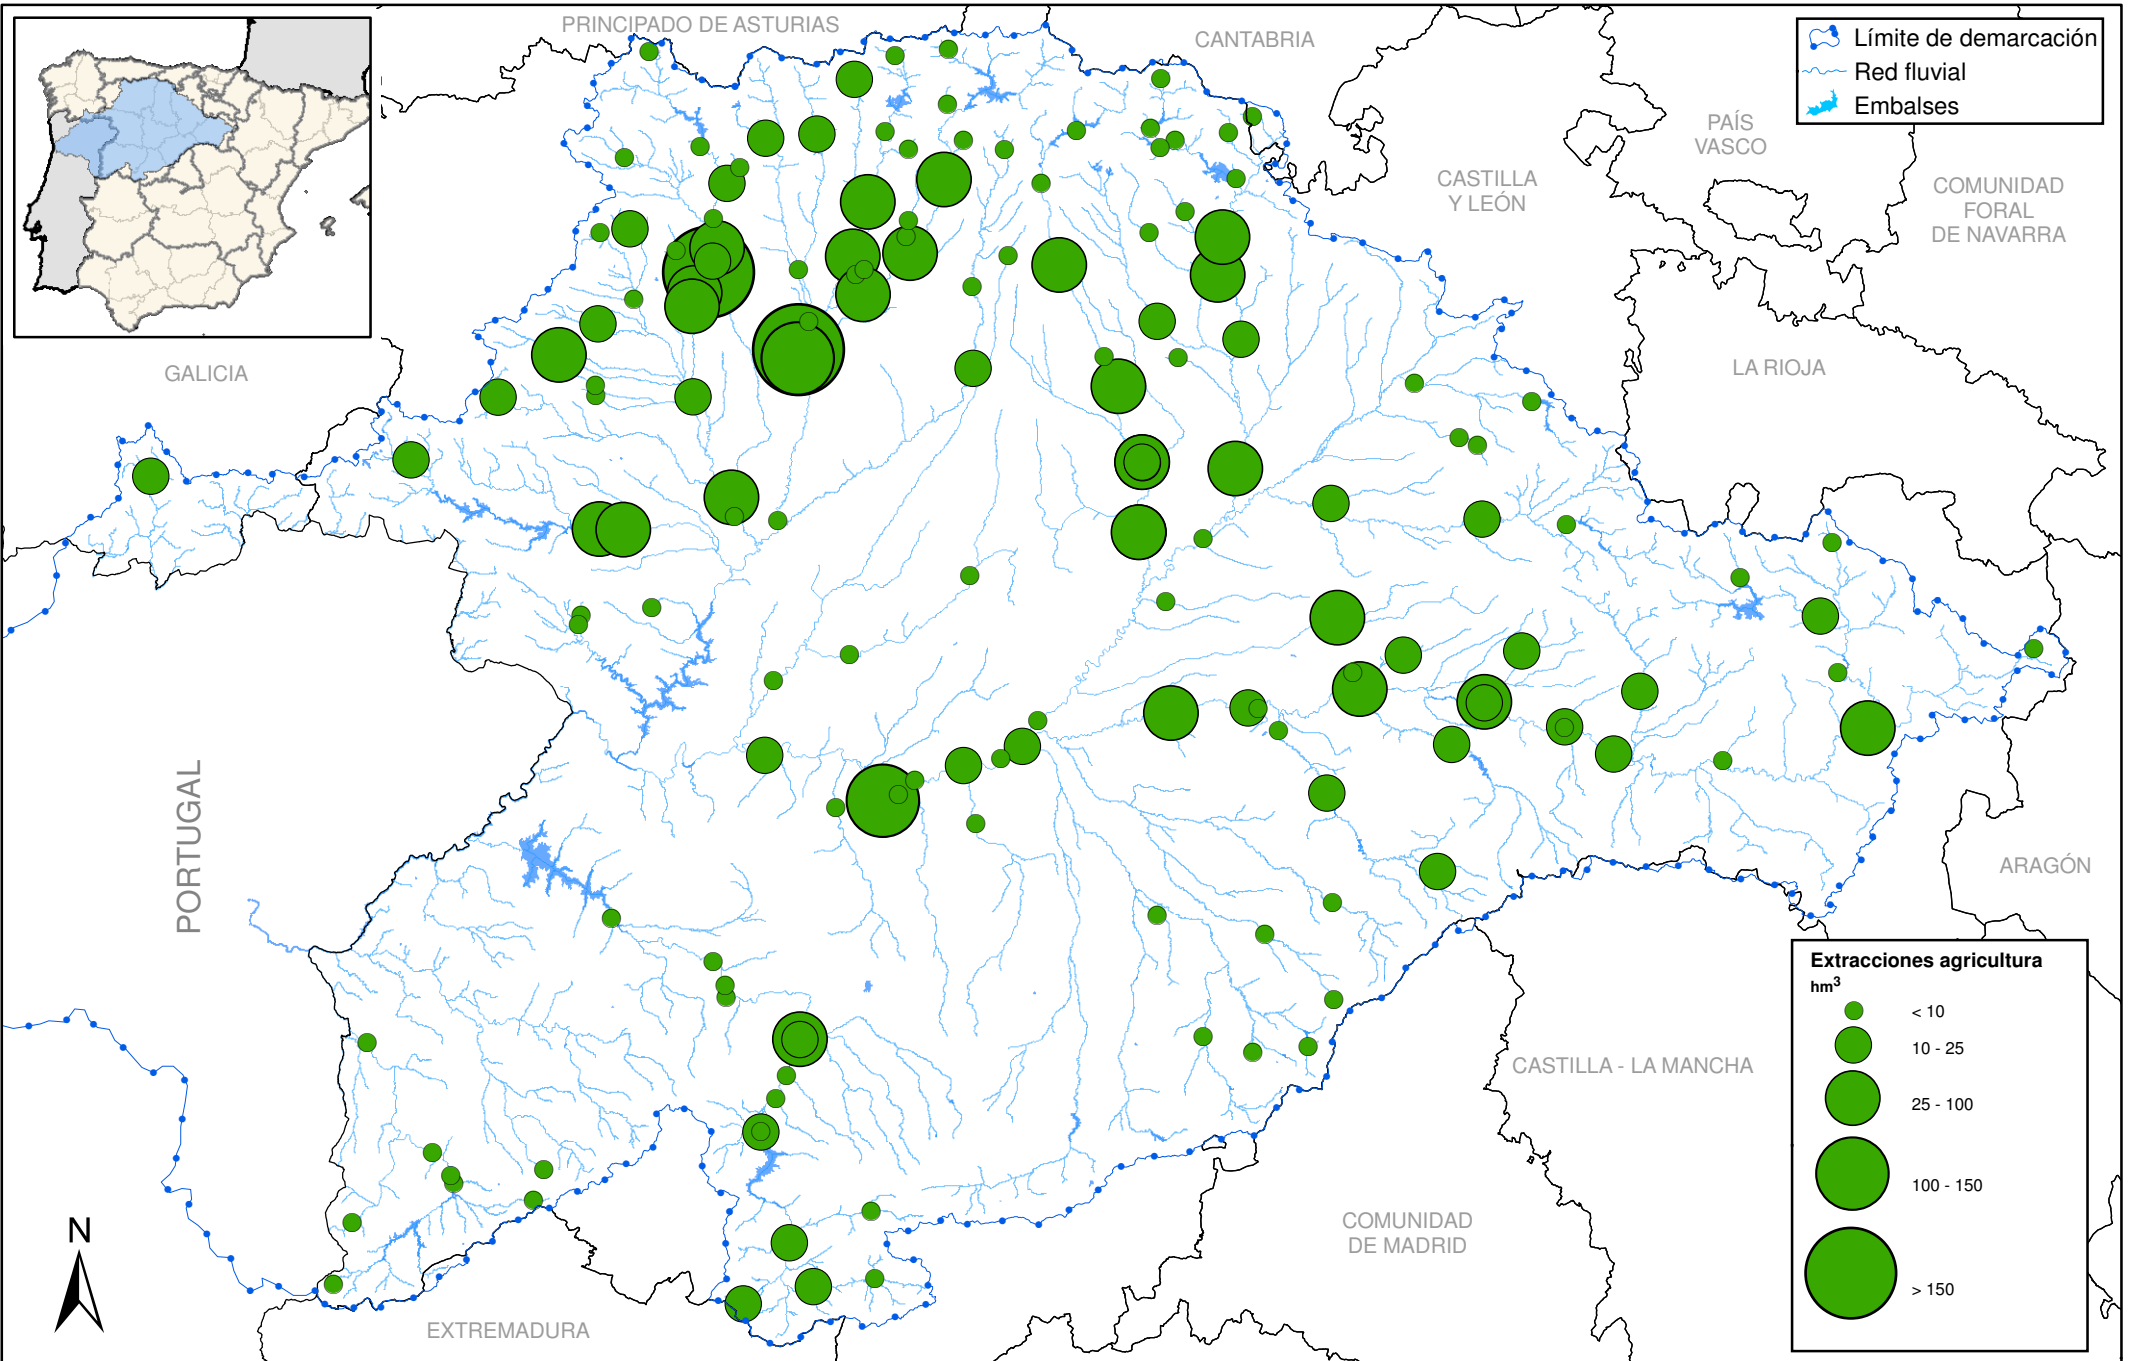 PRINCIPADO DE ASTURIAS
CANTABRIA
Límite de demarcación
Red fluvial
Embalses
PAÍS
VASCO
CASTILLA
Y LEÓN
COMUNIDAD
FORAL
DE NAVARRA
GALICIA
LA RIOJA
PORTUGAL
ARAGÓN
Extracciones agricultura
hm³
< 10
10 - 25
25 - 100
100 - 150
> 150
CASTILLA - LA MANCHA
COMUNIDAD
DE MADRID
N
EXTREMADURA